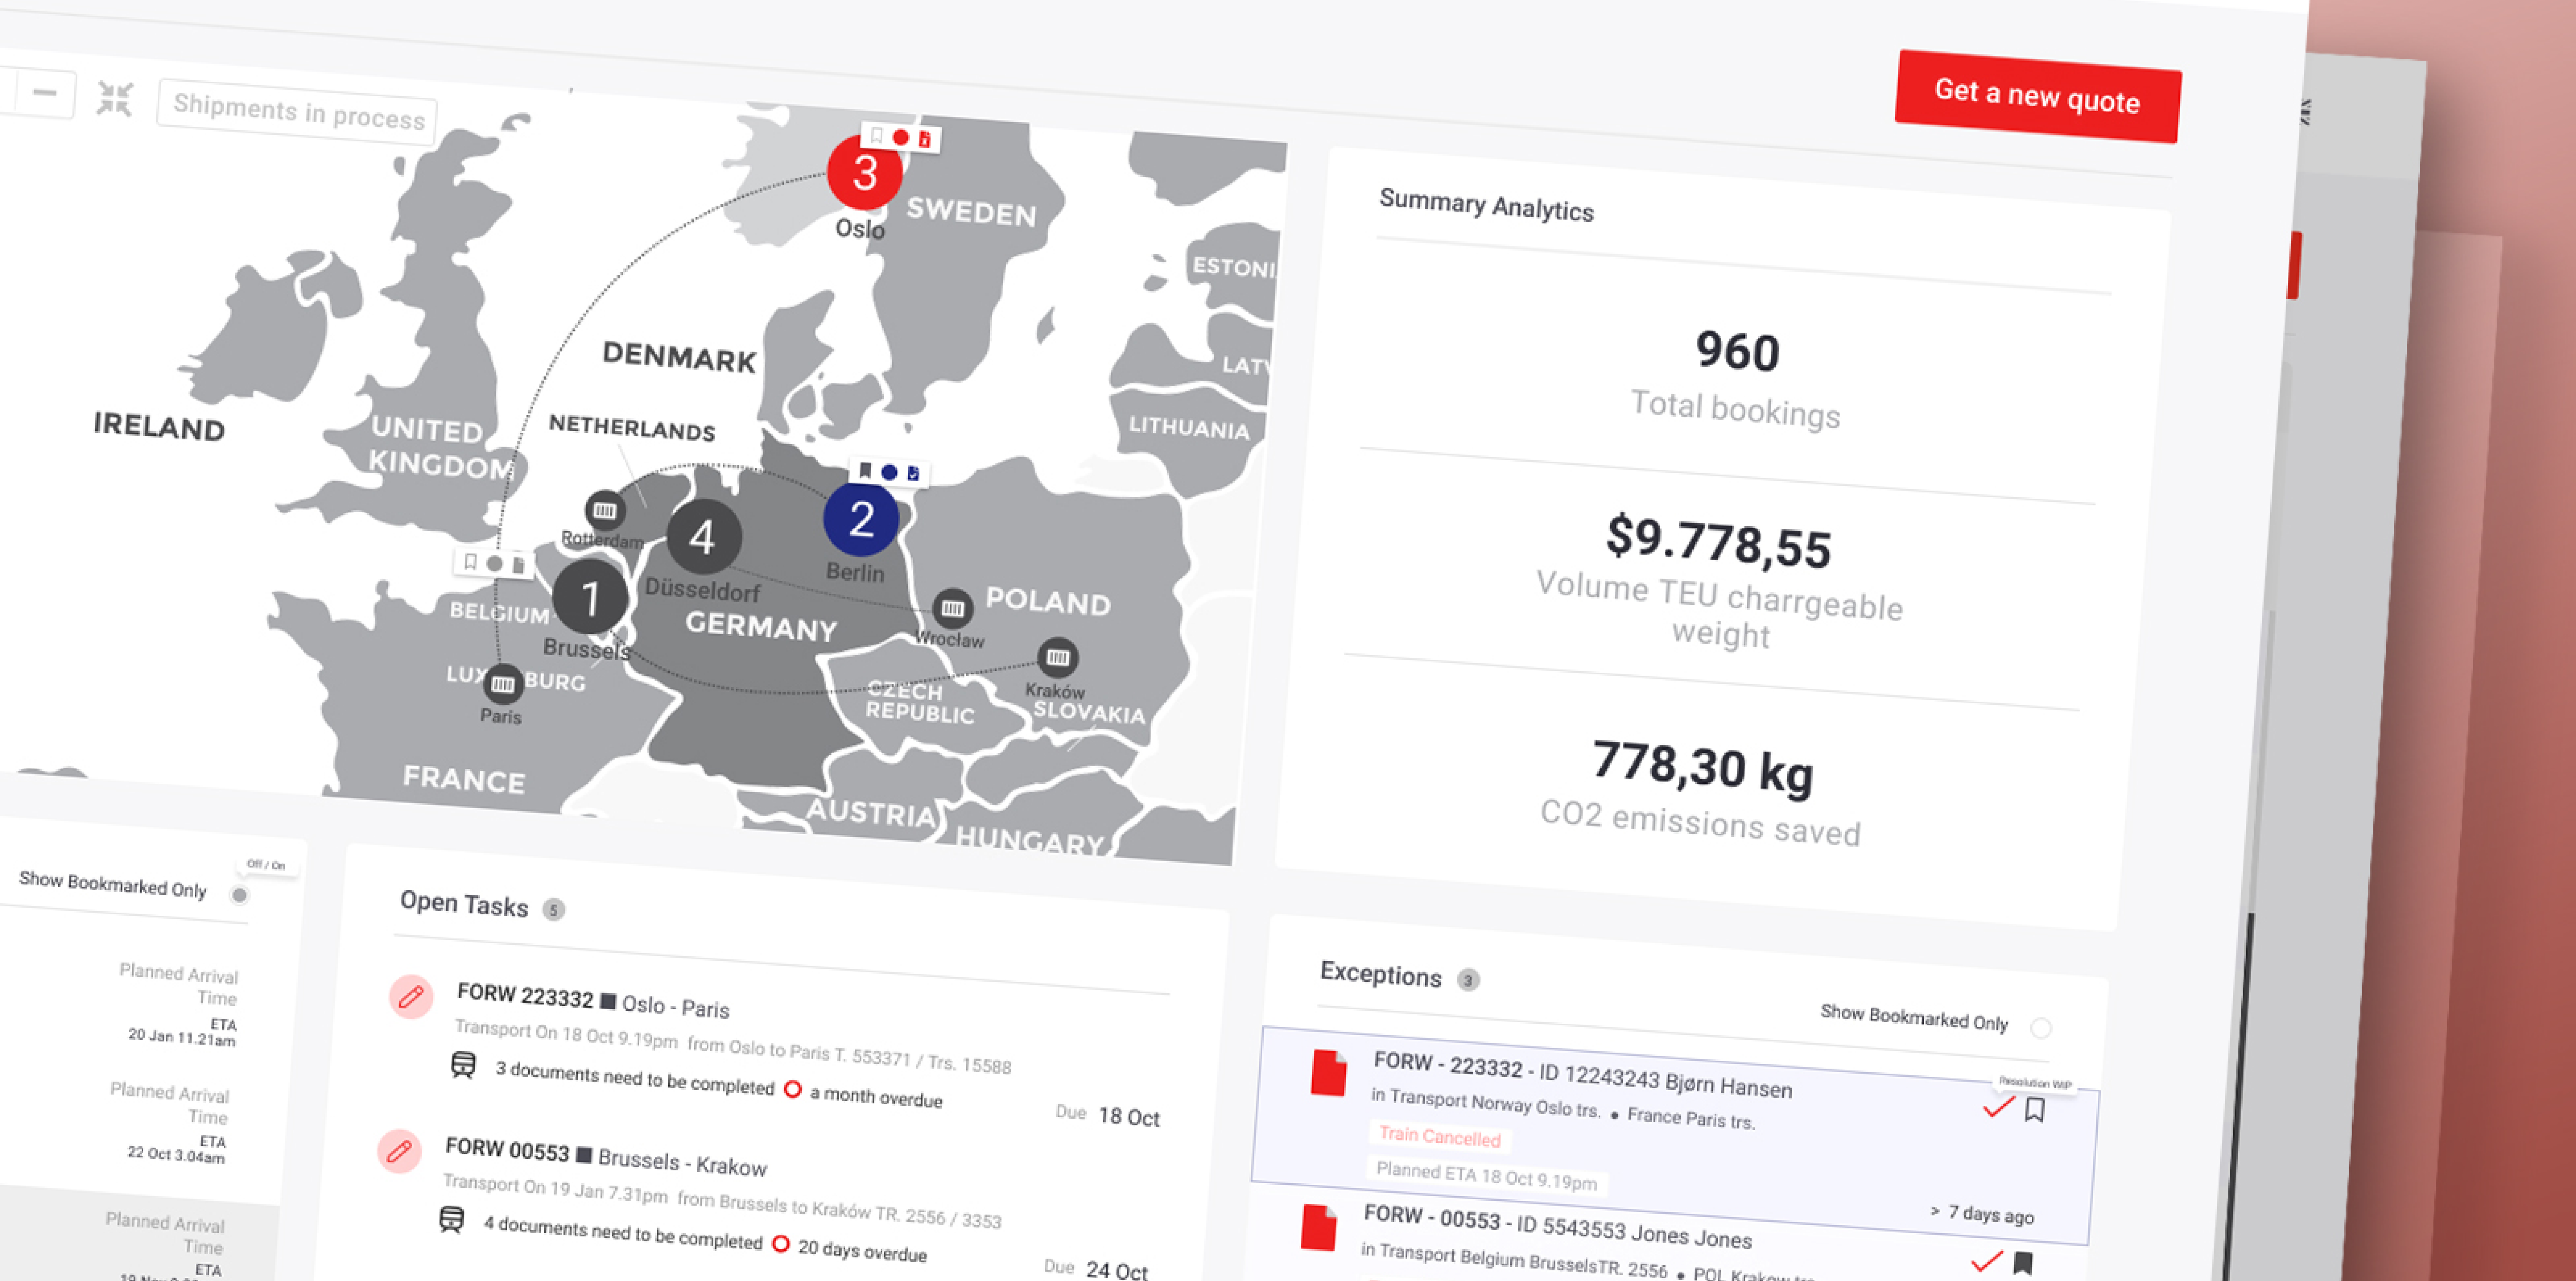 Get a new quote
Shipments in process
3
Oslo
SWEDEN
DENMARK
NETHERLANDS
IRELAND
UNITED
KINGDOM
LITHUANIA
Rotterdam
4
Düsseldorf
2
Berlin
1
Brussels
BELGIUM
GERMANY
POLAND
Wrocław
Kraków
CZECH
REPUBLIC
SLOVAKIA
Paris
FRANCE
AUSTRIA
HUNGARY
Summary Analytics
960
Total bookings
$9.778,55
Volume TEU charrgeable
weight
778,30 kg
CO2 emissions saved
Off / On
Show Bookmarked Only
Planned Arrival
Time
ETA
20 Jan 11.21am
Planned Arrival
Time
ETA
22 Oct 3.04am
Planned Arrival
Time
ETA
Open Tasks 5
FORW 223332 Oslo - Paris
Transport On 18 Oct 9.19pm from Oslo to Paris T. 553371 / Trs. 15588
3 documents need to be completed a month overdue
Due 18 Oct
FORW 00553 Brussels - Krakow
Transport On 19 Jan 7.31pm from Brussels to Kraków TR. 2556 / 3353
4 documents need to be completed 20 days overdue
Due 24 Oct
Exceptions 3
Show Bookmarked Only
FORW - 223332 - ID 12243243 Bjørn Hansen
Resolution WIP
in Transport Norway Oslo trs. • France Paris trs.
Train Cancelled
Planned ETA 18 Oct 9.19pm
> 7 days ago
FORW - 00553 - ID 5543553 Jones Jones
in Transport Belgium BrusselsTR. 2556 • POL Krakow